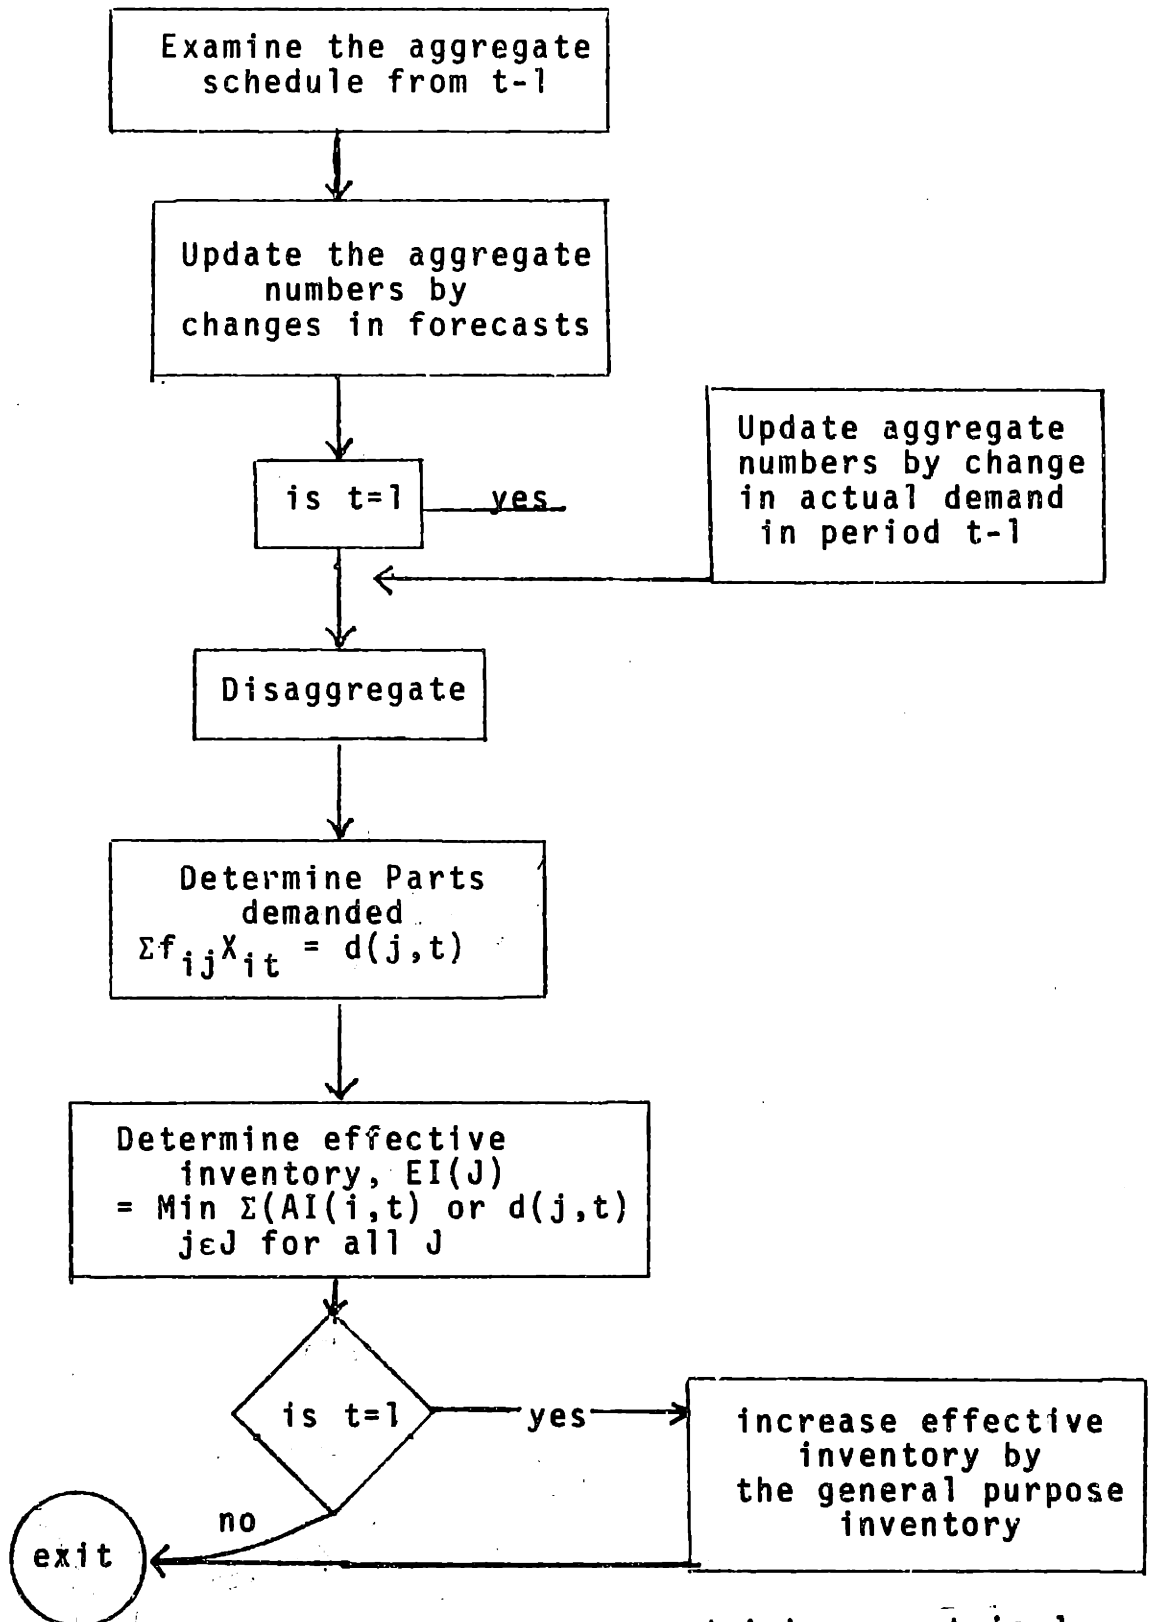 Examine the aggregate
schedule from t-1
Update the aggregate
numbers by
changes in forecasts
Update aggregate
numbers by change
in actual demand
in period t-1
is t=1
yes
Disaggregate
Determine Parts
demanded
Σf_ij X_it = d(j,t)
Determine effective
inventory, EI(J)
= Min Σ(AI(i,t) or d(j,t)
jεJ for all J
is t=1
yes
increase effective
inventory by
the general purpose
inventory
no
exit